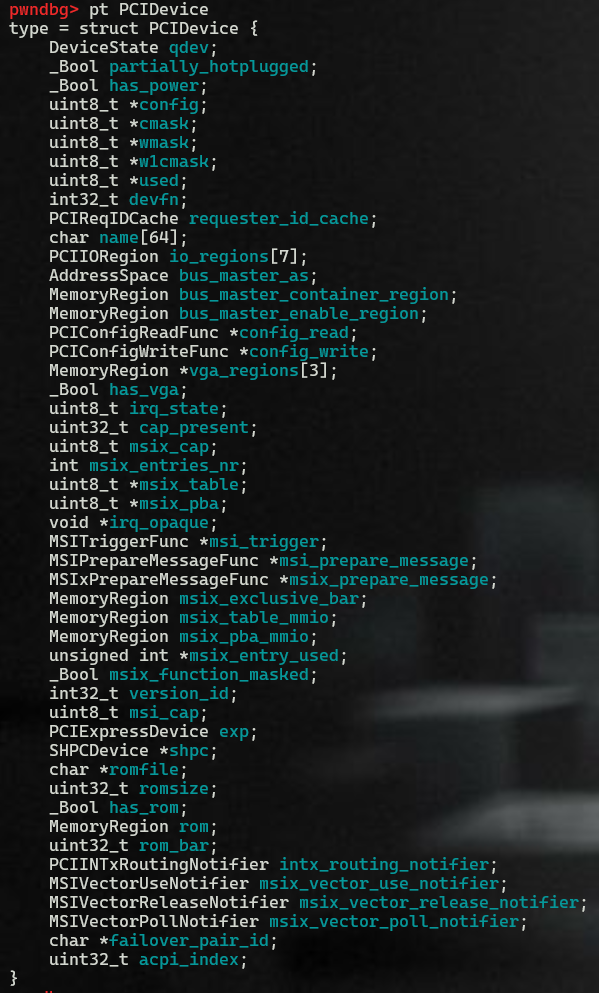 pwndbg> pt PCIDevice
type = struct PCIDevice {
    DeviceState qdev;
    _Bool partially_hotplugged;
    _Bool has_power;
    uint8_t *config;
    uint8_t *cmask;
    uint8_t *wmask;
    uint8_t *w1cmask;
    uint8_t *used;
    int32_t devfn;
    PCIReqIDCache requester_id_cache;
    char name[64];
    PCIIORegion io_regions[7];
    AddressSpace bus_master_as;
    MemoryRegion bus_master_container_region;
    MemoryRegion bus_master_enable_region;
    PCIConfigReadFunc *config_read;
    PCIConfigWriteFunc *config_write;
    MemoryRegion *vga_regions[3];
    _Bool has_vga;
    uint8_t irq_state;
    uint32_t cap_present;
    uint8_t msix_cap;
    int msix_entries_nr;
    uint8_t *msix_table;
    uint8_t *msix_pba;
    void *irq_opaque;
    MSITriggerFunc *msi_trigger;
    MSIPrepareMessageFunc *msi_prepare_message;
    MSIxPrepareMessageFunc *msix_prepare_message;
    MemoryRegion msix_exclusive_bar;
    MemoryRegion msix_table_mmio;
    MemoryRegion msix_pba_mmio;
    unsigned int *msix_entry_used;
    _Bool msix_function_masked;
    int32_t version_id;
    uint8_t msi_cap;
    PCIExpressDevice exp;
    SHPCDevice *shpc;
    char *romfile;
    uint32_t romsize;
    _Bool has_rom;
    MemoryRegion rom;
    uint32_t rom_bar;
    PCIINTxRoutingNotifier intx_routing_notifier;
    MSIVectorUseNotifier msix_vector_use_notifier;
    MSIVectorReleaseNotifier msix_vector_release_notifier;
    MSIVectorPollNotifier msix_vector_poll_notifier;
    char *failover_pair_id;
    uint32_t acpi_index;
}